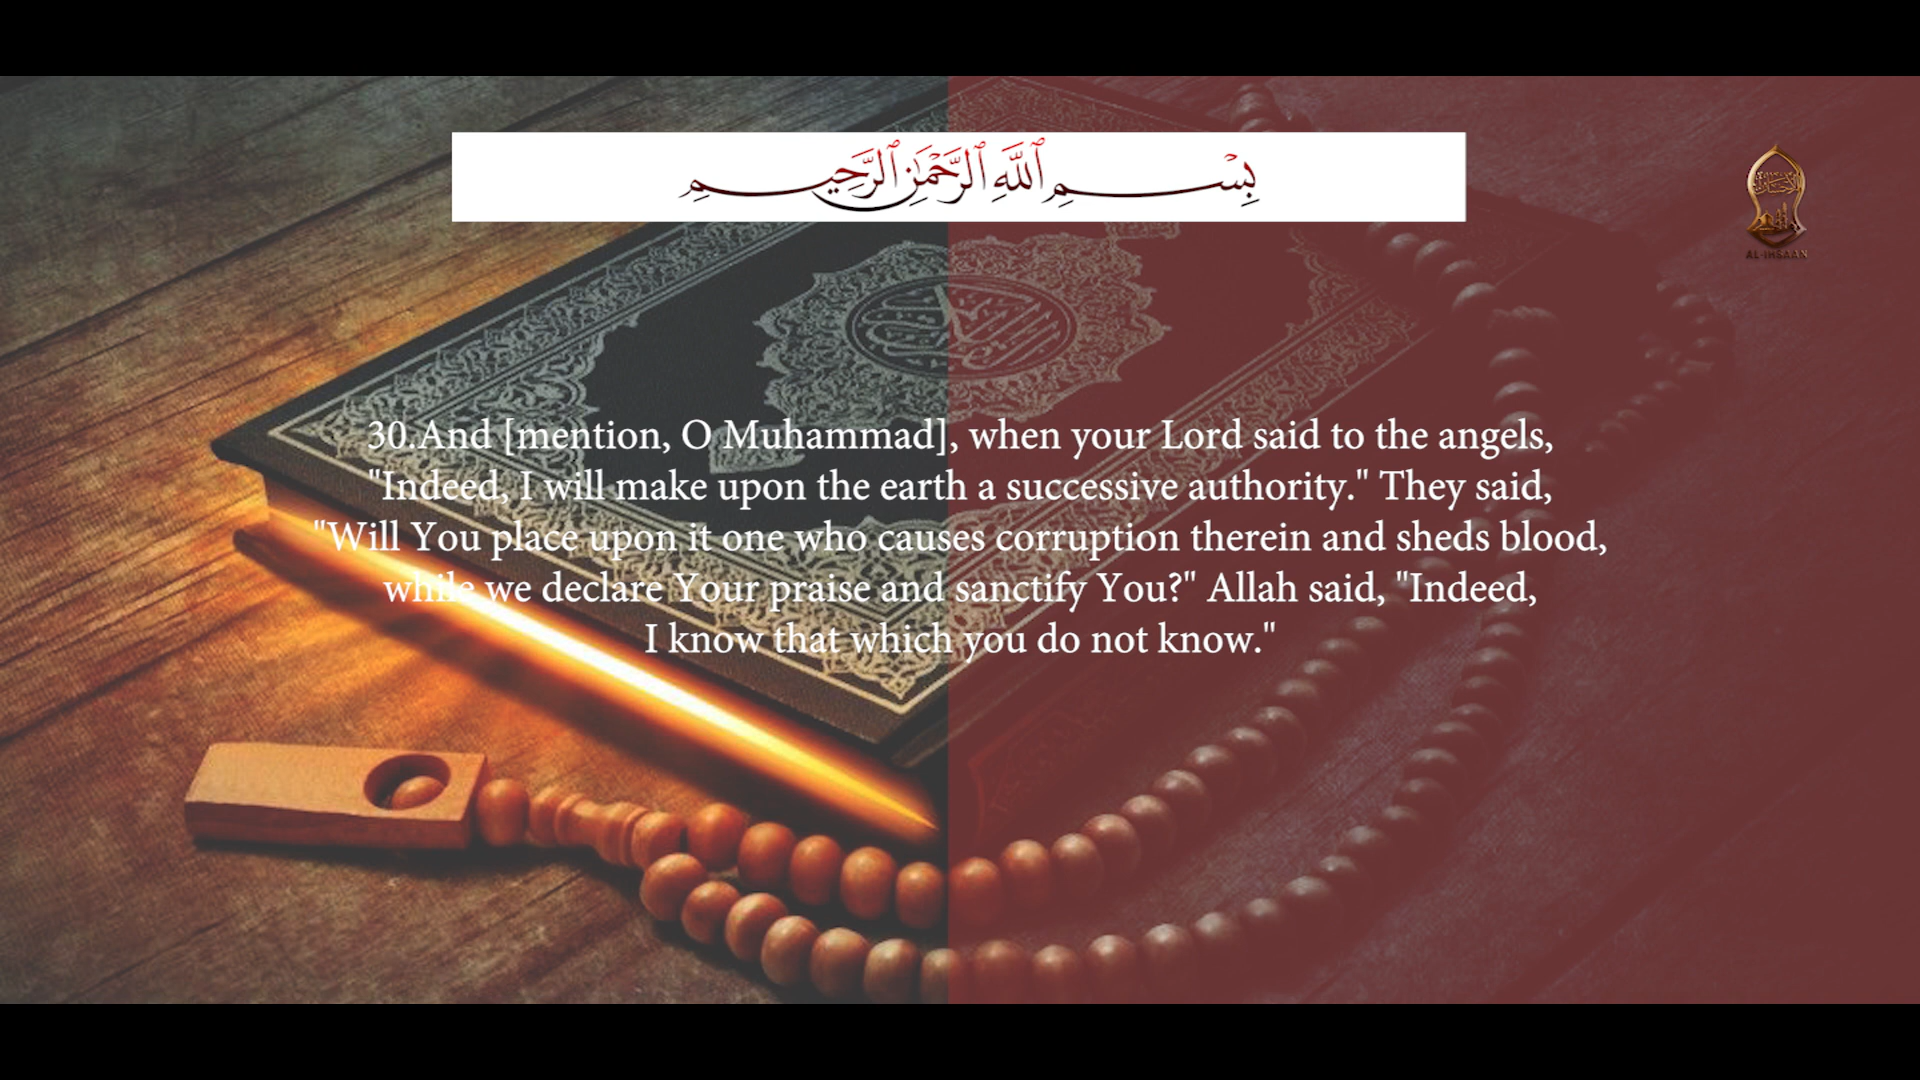 بِسْمِ ٱللَّهِ ٱلرَّحْمَٰنِ ٱلرَّحِيمِ
AL-IHSAAN
30.And [mention, O Muhammad], when your Lord said to the angels,
"Indeed, I will make upon the earth a successive authority." They said,
"Will You place upon it one who causes corruption therein and sheds blood,
while we declare Your praise and sanctify You?" Allah said, "Indeed,
I know that which you do not know."